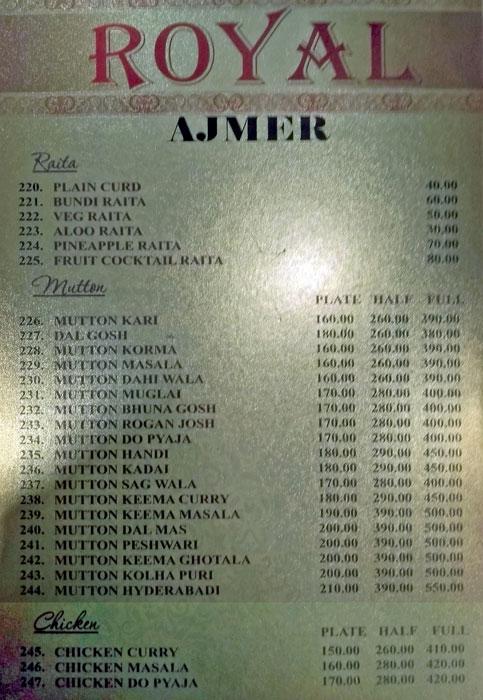 ROYAL
AJMER
Raita
220. PLAIN CURD 40.00
221. BUNDI RAITA 60.00
222. VEG RAITA 50.00
223. ALOO RAITA 30.00
224. PINEAPPLE RAITA 70.00
225. FRUIT COCKTAIL RAITA 80.00
Mutton
PLATE HALF FULL
226. MUTTON KARI 160.00 260.00 390.00
227. DAL GOSH 180.00 260.00 380.00
228. MUTTON KORMA 160.00 260.00 390.00
229. MUTTON MASALA 160.00 260.00 390.00
230. MUTTON DAHI WALA 160.00 260.00 390.00
231. MUTTON MUGLAI 170.00 280.00 400.00
232. MUTTON BHUNA GOSH 170.00 280.00 400.00
233. MUTTON ROGAN JOSH 170.00 280.00 400.00
234. MUTTON DO PYAJA 170.00 280.00 400.00
235. MUTTON HANDI 180.00 290.00 450.00
236. MUTTON KADAI 180.00 290.00 450.00
237. MUTTON SAG WALA 170.00 280.00 400.00
238. MUTTON KEEMA CURRY 180.00 290.00 450.00
239. MUTTON KEEMA MASALA 190.00 390.00 500.00
240. MUTTON DAL MAS 200.00 390.00 500.00
241. MUTTON PESHWARI 200.00 390.00 500.00
242. MUTTON KEEMA GHOTALA 200.00 390.00 500.00
243. MUTTON KOLHA PURI 200.00 390.00 500.00
244. MUTTON HYDERABADI 210.00 390.00 550.00
Chicken
PLATE HALF FULL
245. CHICKEN CURRY 150.00 260.00 410.00
246. CHICKEN MASALA 160.00 280.00 420.00
247. CHICKEN DO PYAJA 170.00 280.00 420.00